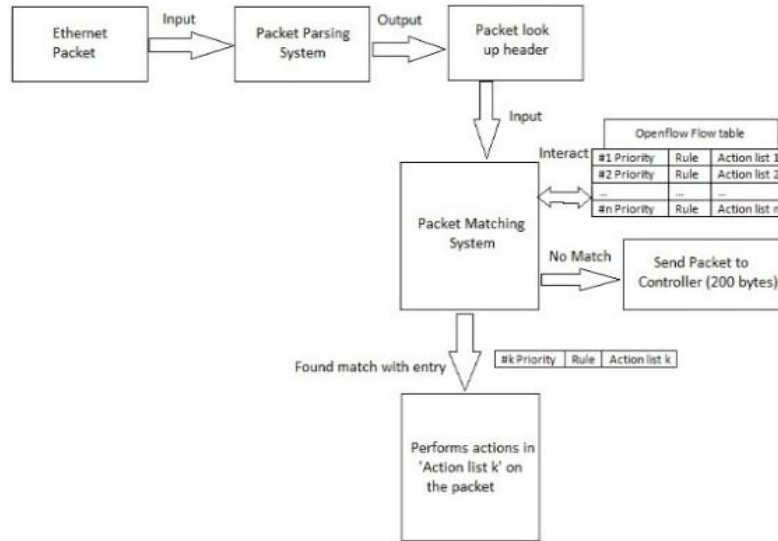 Ethernet
Packet
Input
Packet Parsing
System
Output
Packet look
up header
Input
Openflow Flow table
Interact
#1 Priority Rule Action list 1
#2 Priority Rule Action list 2
... ... ...
#n Priority Rule Action list n
Packet Matching
System
No Match
Send Packet to
Controller (200 bytes)
Found match with entry
#k Priority Rule Action list k
Performs actions in
'Action list k' on
the packet